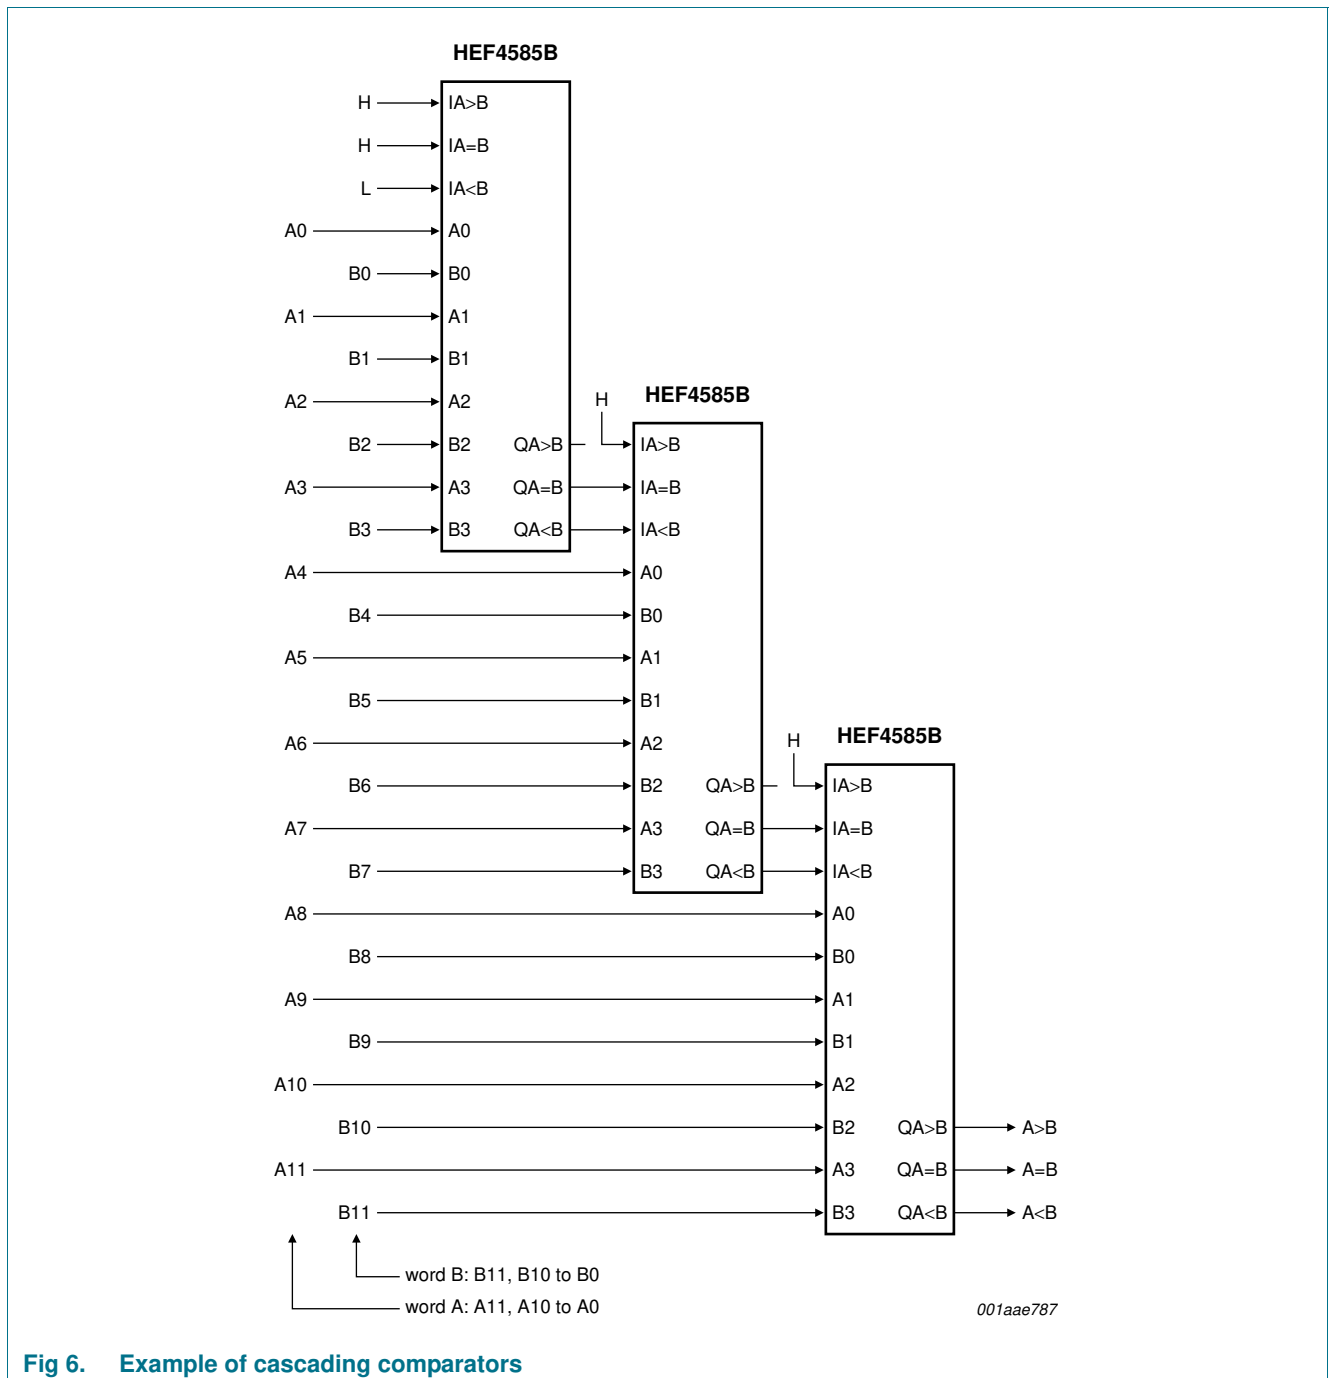 HEF4585B
H IA>B
H IA=B
L IA<B
A0 A0
B0 B0
A1 A1
B1 B1
HEF4585B
A2 A2 H
B2 B2 QA>B IA>B
A3 A3 QA=B IA=B
B3 B3 QA<B IA<B
A4 A0
B4 B0
A5 A1
B5 B1
HEF4585B
A6 A2 H
B6 B2 QA>B IA>B
A7 A3 QA=B IA=B
B7 B3 QA<B IA<B
A8 A0
B8 B0
A9 A1
B9 B1
A10 A2
B10 B2 QA>B A>B
A11 A3 QA=B A=B
B11 B3 QA<B A<B
word B: B11, B10 to B0
word A: A11, A10 to A0
001aae787
Fig 6. Example of cascading comparators